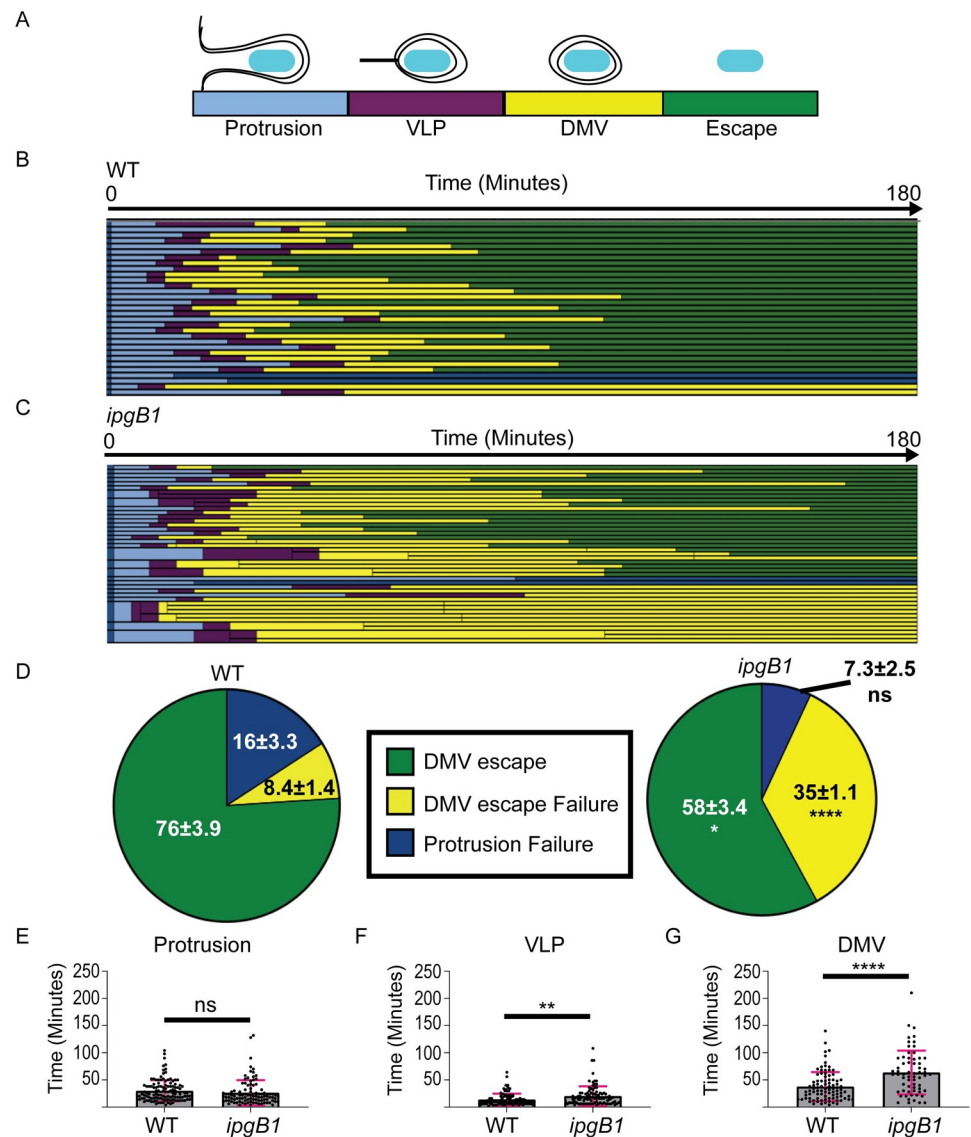 A
Protrusion VLP DMV Escape
B
WT
0 Time (Minutes) 180
C
ipgB1
0 Time (Minutes) 180
D
WT
16±3.3
8.4±1.4
76±3.9
DMV escape
DMV escape Failure
Protrusion Failure
ipgB1
7.3±2.5
ns
58±3.4
*
35±1.1
****
E
Protrusion
Time (Minutes)
250
200
150
100
50
ns
WT ipgB1
F
VLP
Time (Minutes)
250
200
150
100
50
**
WT ipgB1
G
DMV
Time (Minutes)
250
200
150
100
50
****
WT ipgB1